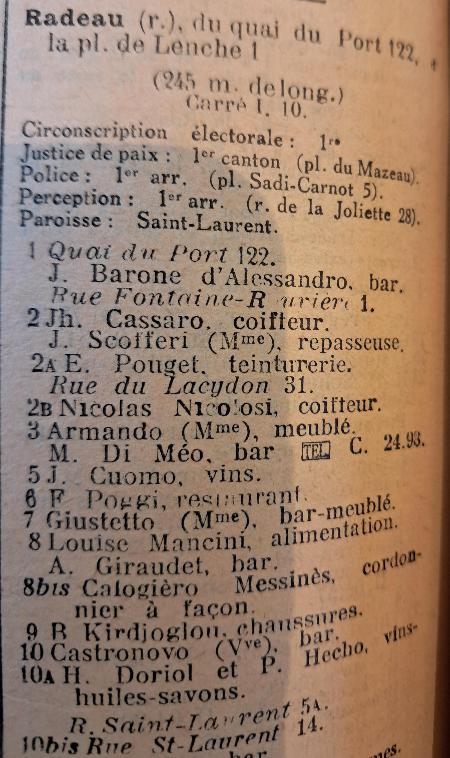 Radeau (r.), du quai du Port 122, à
la pl. de Lenche 1
(245 m. de long.)
Carré I. 10.
Circonscription électorale : 1re
Justice de paix : 1er canton (pl. du Mazeau).
Police : 1er arr. (pl. Sadi-Carnot 5).
Perception : 1er arr. (r. de la Joliette 28).
Paroisse : Saint-Laurent.
1 Quai du Port 122.
J. Barone d'Alessandro, bar.
Rue Fontaine-R 1.
2 Jh. Cassaro, coiffeur.
J. Scotferi (Mme), repasseuse.
2A E. Pouget, teinturerie.
Rue du Lacydon 31.
2B Nicolas Nicolosi, coiffeur.
3 Armando (Mme), meublé.
M. Di Méo, bar TEL C. 24.93.
5 J. Cuomo, vins.
6 F. Poggi, restaurant.
7 Giustetto (Mme), bar-meublé.
8 Louise Mancini, alimentation.
A. Giraudet, bar.
8bis Calogièro Messinès, cordon-
nier à façon.
9 B Kirdjoglou, chaussures.
10 Castronovo (Vve), bar.
10A H. Doriol et P. Hecho, vins-
huiles-savons.
R. Saint-Laurent 5A.
10bis Rue St-Laurent 14.
bar